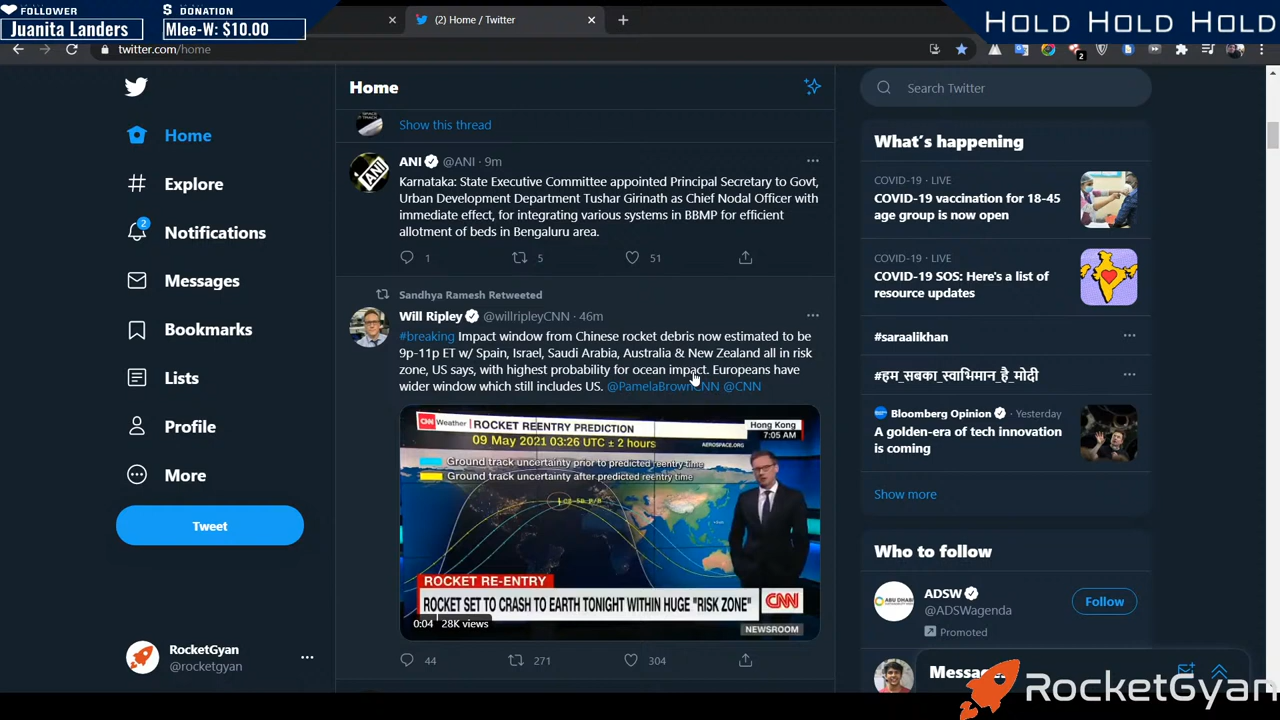 FOLLOWER
Juanita Landers
DONATION
Mlee-W: $10.00
(2) Home / Twitter
HOLD HOLD HOLD
twitter.com/home
2
Home
Explore
2
Notifications
Messages
Bookmarks
Lists
Profile
More
Tweet
RocketGyan
@rocketgyan
Home
Show this thread
ANI @ANI · 9m
Karnataka: State Executive Committee appointed Principal Secretary to Govt,
Urban Development Department Tushar Girinath as Chief Nodal Officer with
immediate effect, for integrating various systems in BBMP for efficient
allotment of beds in Bengaluru area.
1 5 51
Sandhya Ramesh Retweeted
Will Ripley @willripleyCNN · 46m
#breaking Impact window from Chinese rocket debris now estimated to be
9p-11p ET w/ Spain, Israel, Saudi Arabia, Australia & New Zealand all in risk
zone, US says, with highest probability for ocean impact. Europeans have
wider window which still includes US. @PamelaBrownCNN @CNN
CNN Weather ROCKET REENTRY PREDICTION
09 May 2021 03:26 UTC ± 2 hours
AEROSPACE.ORG
Hong Kong
7:05 AM
Ground track uncertainty prior to predicted reentry time
Ground track uncertainty after predicted reentry time
ROCKET RE-ENTRY
ROCKET SET TO CRASH TO EARTH TONIGHT WITHIN HUGE "RISK ZONE"
CNN
0:04 28K views
NEWSROOM
44 271 304
Search Twitter
What's happening
COVID-19 · LIVE
COVID-19 vaccination for 18-45
age group is now open
COVID-19 · LIVE
COVID-19 SOS: Here's a list of
resource updates
#saraalikhan
#हम_सबका_स्वाभिमान_है_मोदी
Bloomberg Opinion · Yesterday
A golden-era of tech innovation
is coming
Show more
Who to follow
ADSW
@ADSWagenda
Promoted
Follow
Messages
RocketGyan